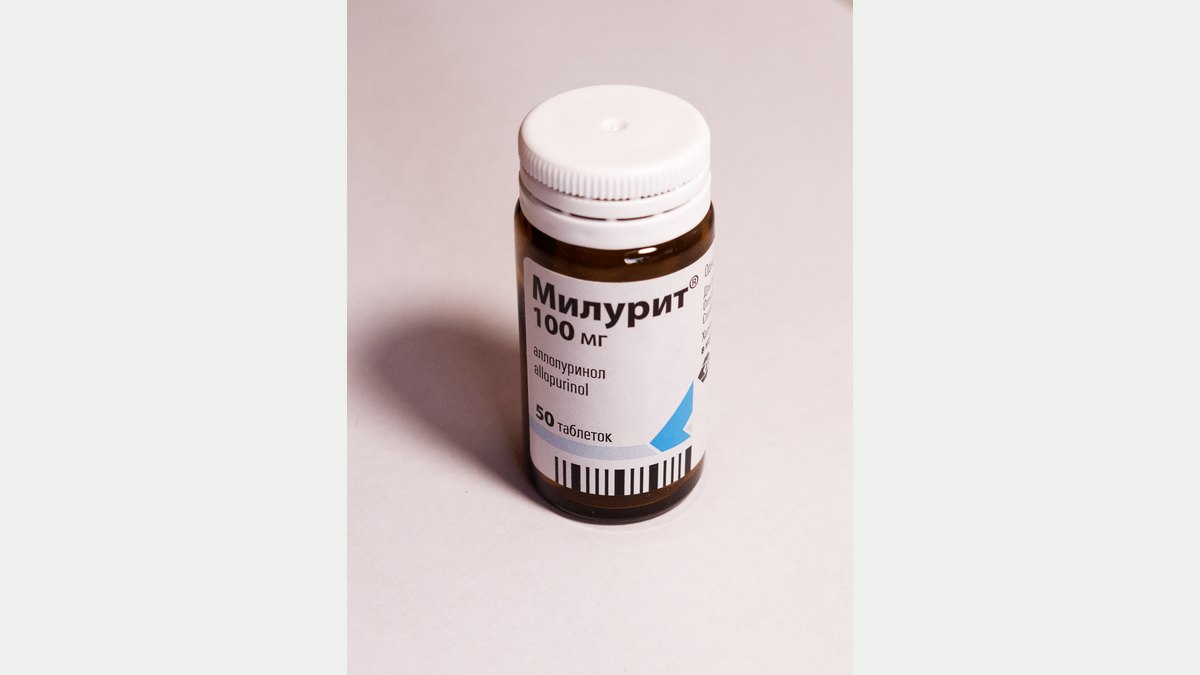 Милурит®
100 мг
аллопуринол
allopurinol
50 таблеток